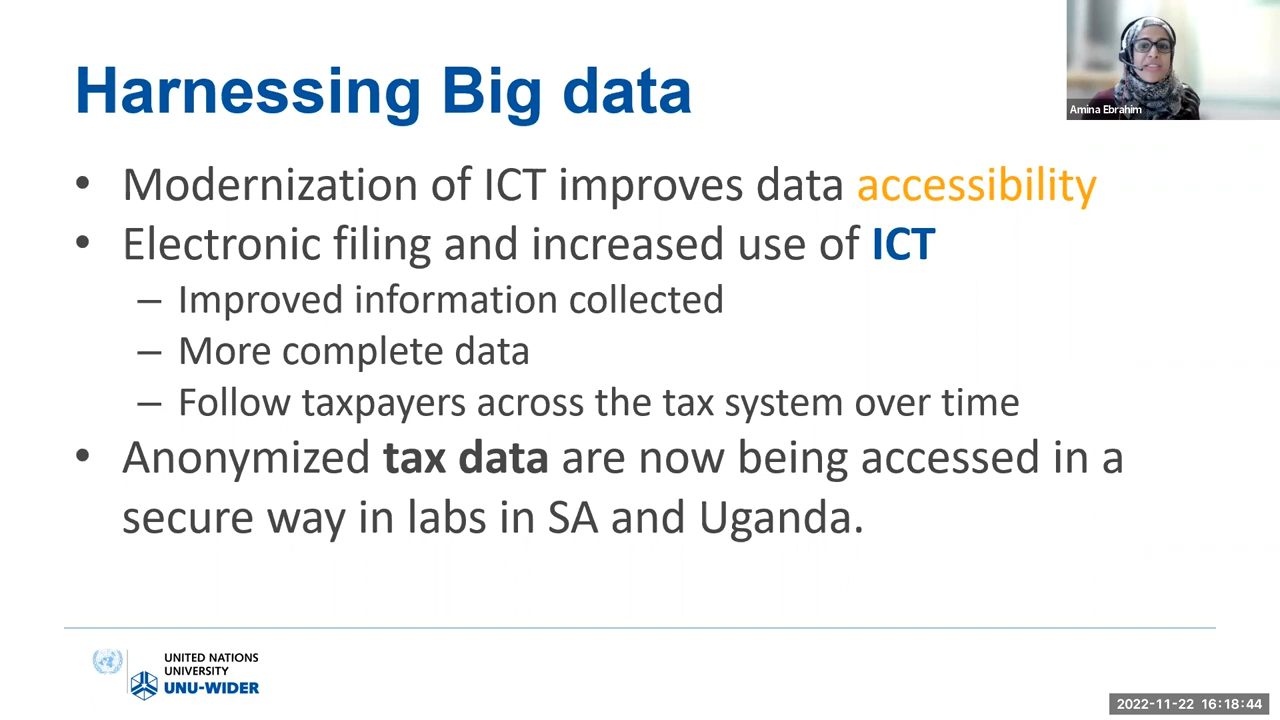 Harnessing Big data
Amina Ebrahim
• Modernization of ICT improves data accessibility
• Electronic filing and increased use of ICT
– Improved information collected
– More complete data
– Follow taxpayers across the tax system over time
• Anonymized tax data are now being accessed in a
secure way in labs in SA and Uganda.
UNITED NATIONS
UNIVERSITY
UNU-WIDER
2022-11-22 16:18:44